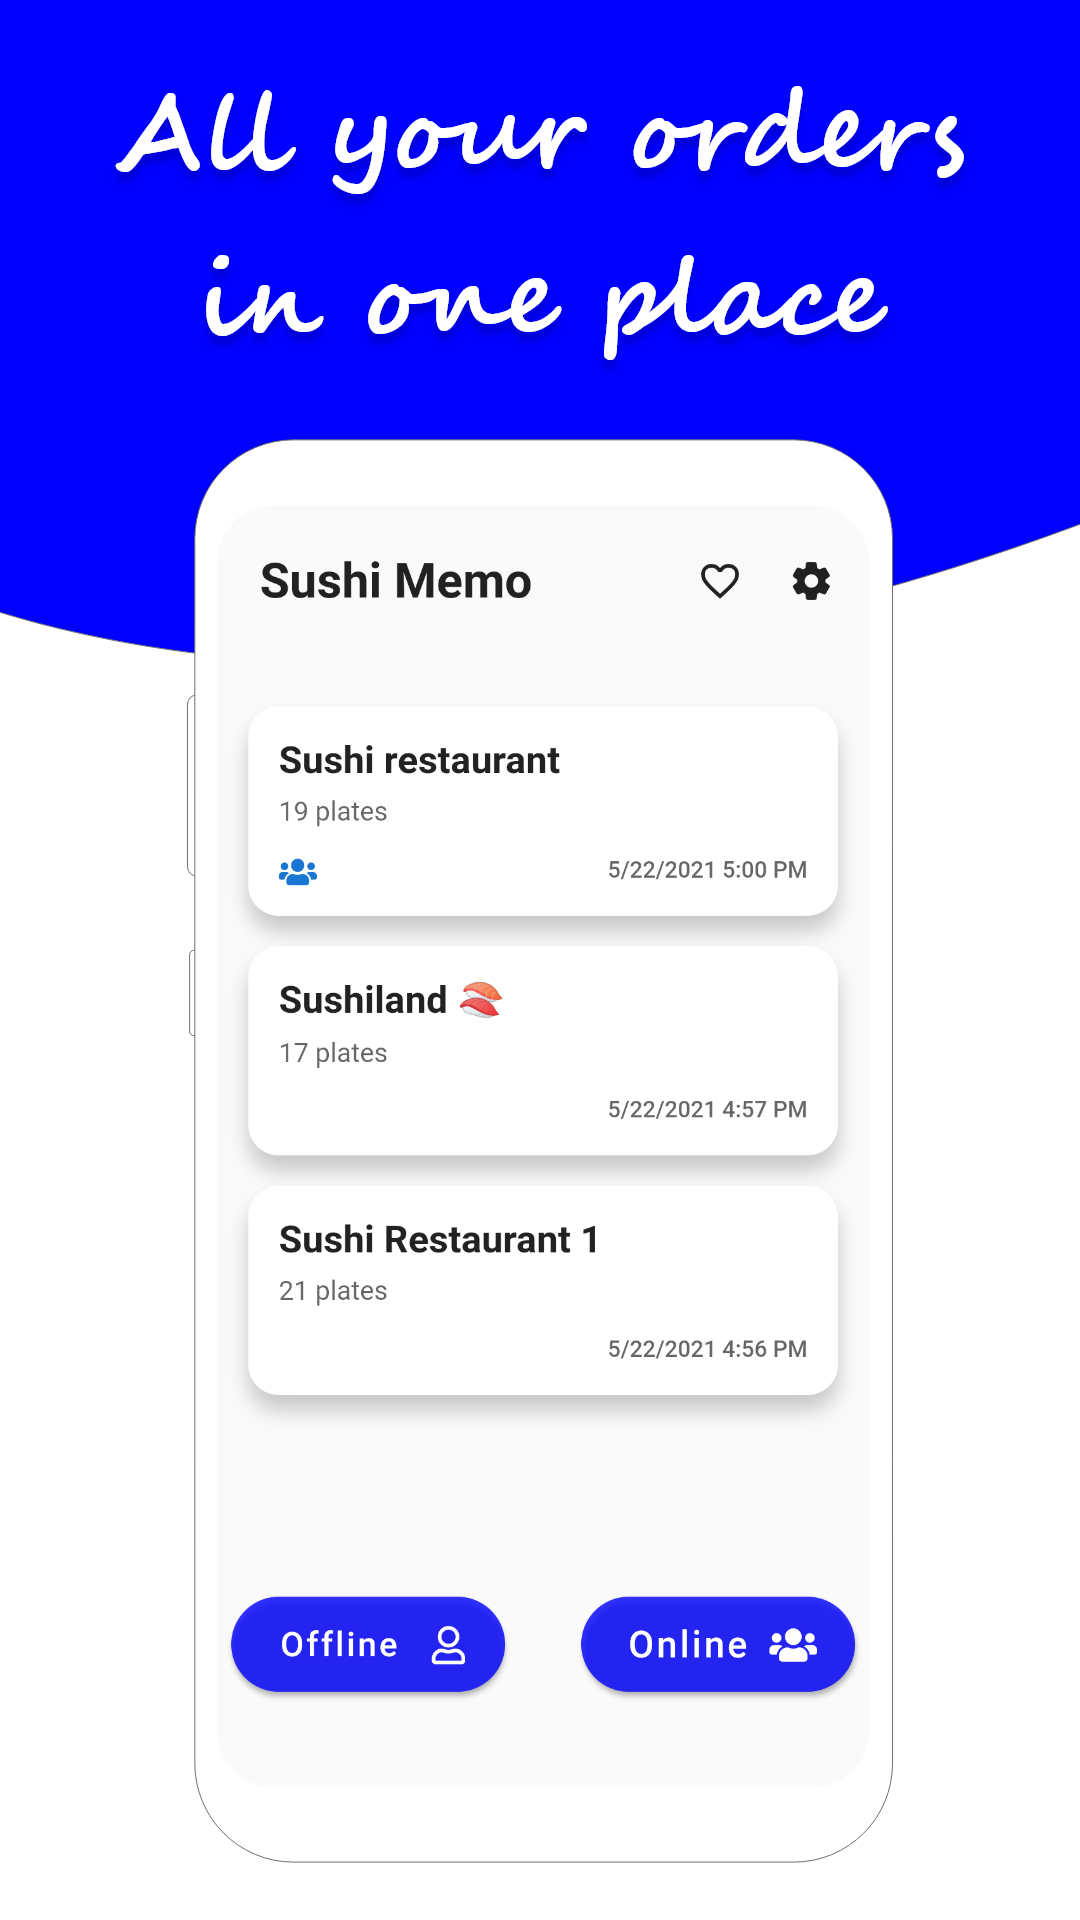 All your orders
in one place
Sushi Memo
Sushi restaurant
19 plates
5/22/2021 5:00 PM
Sushiland 🍣
17 plates
5/22/2021 4:57 PM
Sushi Restaurant 1
21 plates
5/22/2021 4:56 PM
Offline
Online